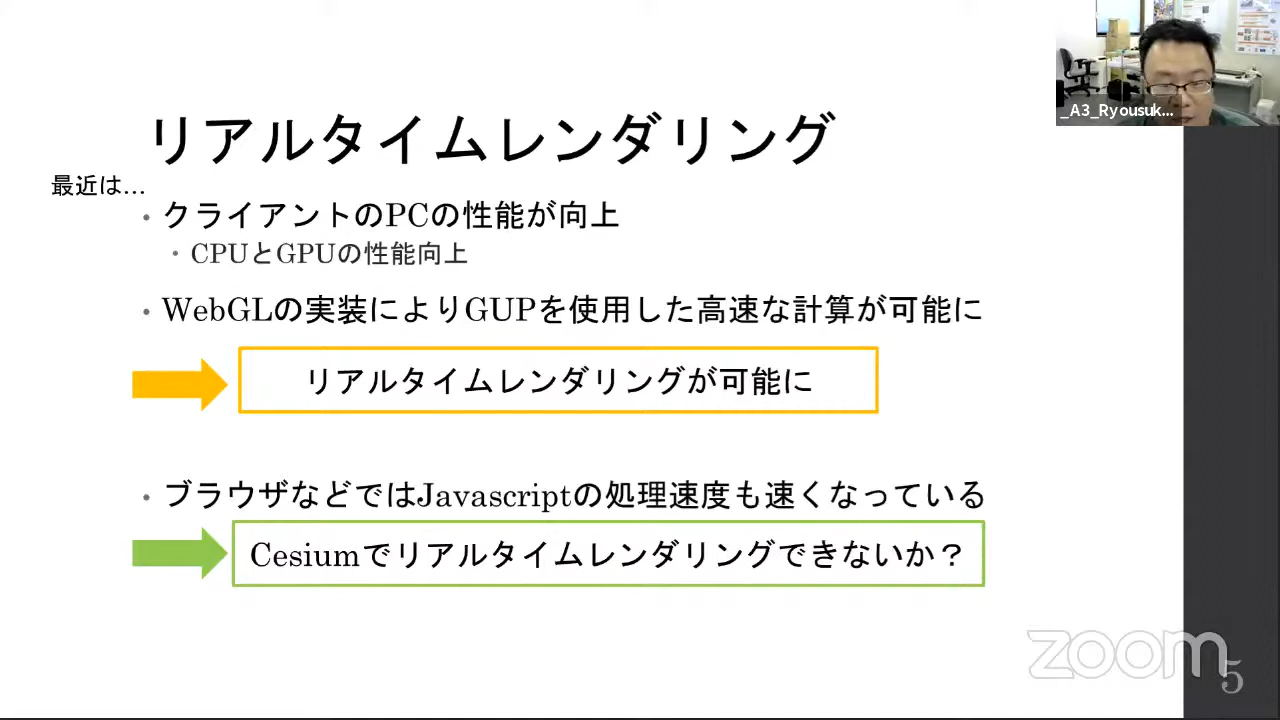 _A3_Ryousuk...
リアルタイムレンダリング
最近は…
・クライアントのPCの性能が向上
・CPUとGPUの性能向上
・WebGLの実装によりGUPを使用した高速な計算が可能に
リアルタイムレンダリングが可能に
・ブラウザなどではJavascriptの処理速度も速くなっている
Cesiumでリアルタイムレンダリングできないか？
zoom
5